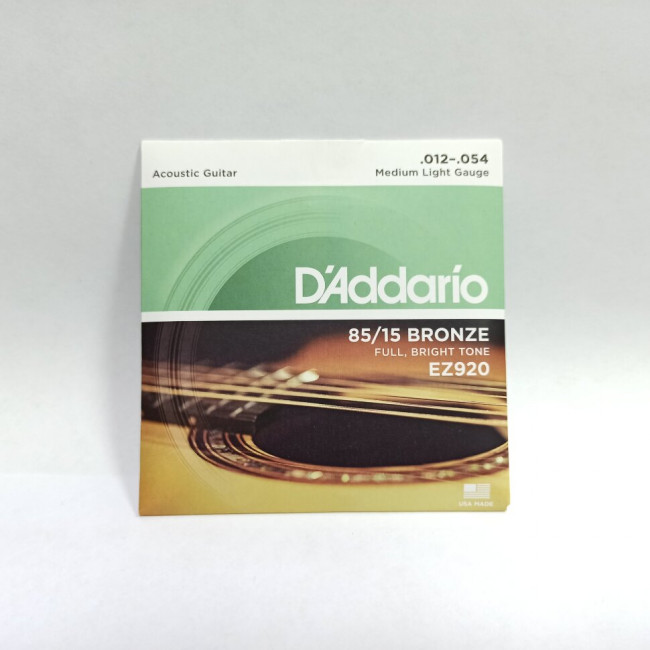 Acoustic Guitar
.012–.054
Medium Light Gauge
D'Addario
85/15 BRONZE
FULL, BRIGHT TONE
EZ920
USA MADE